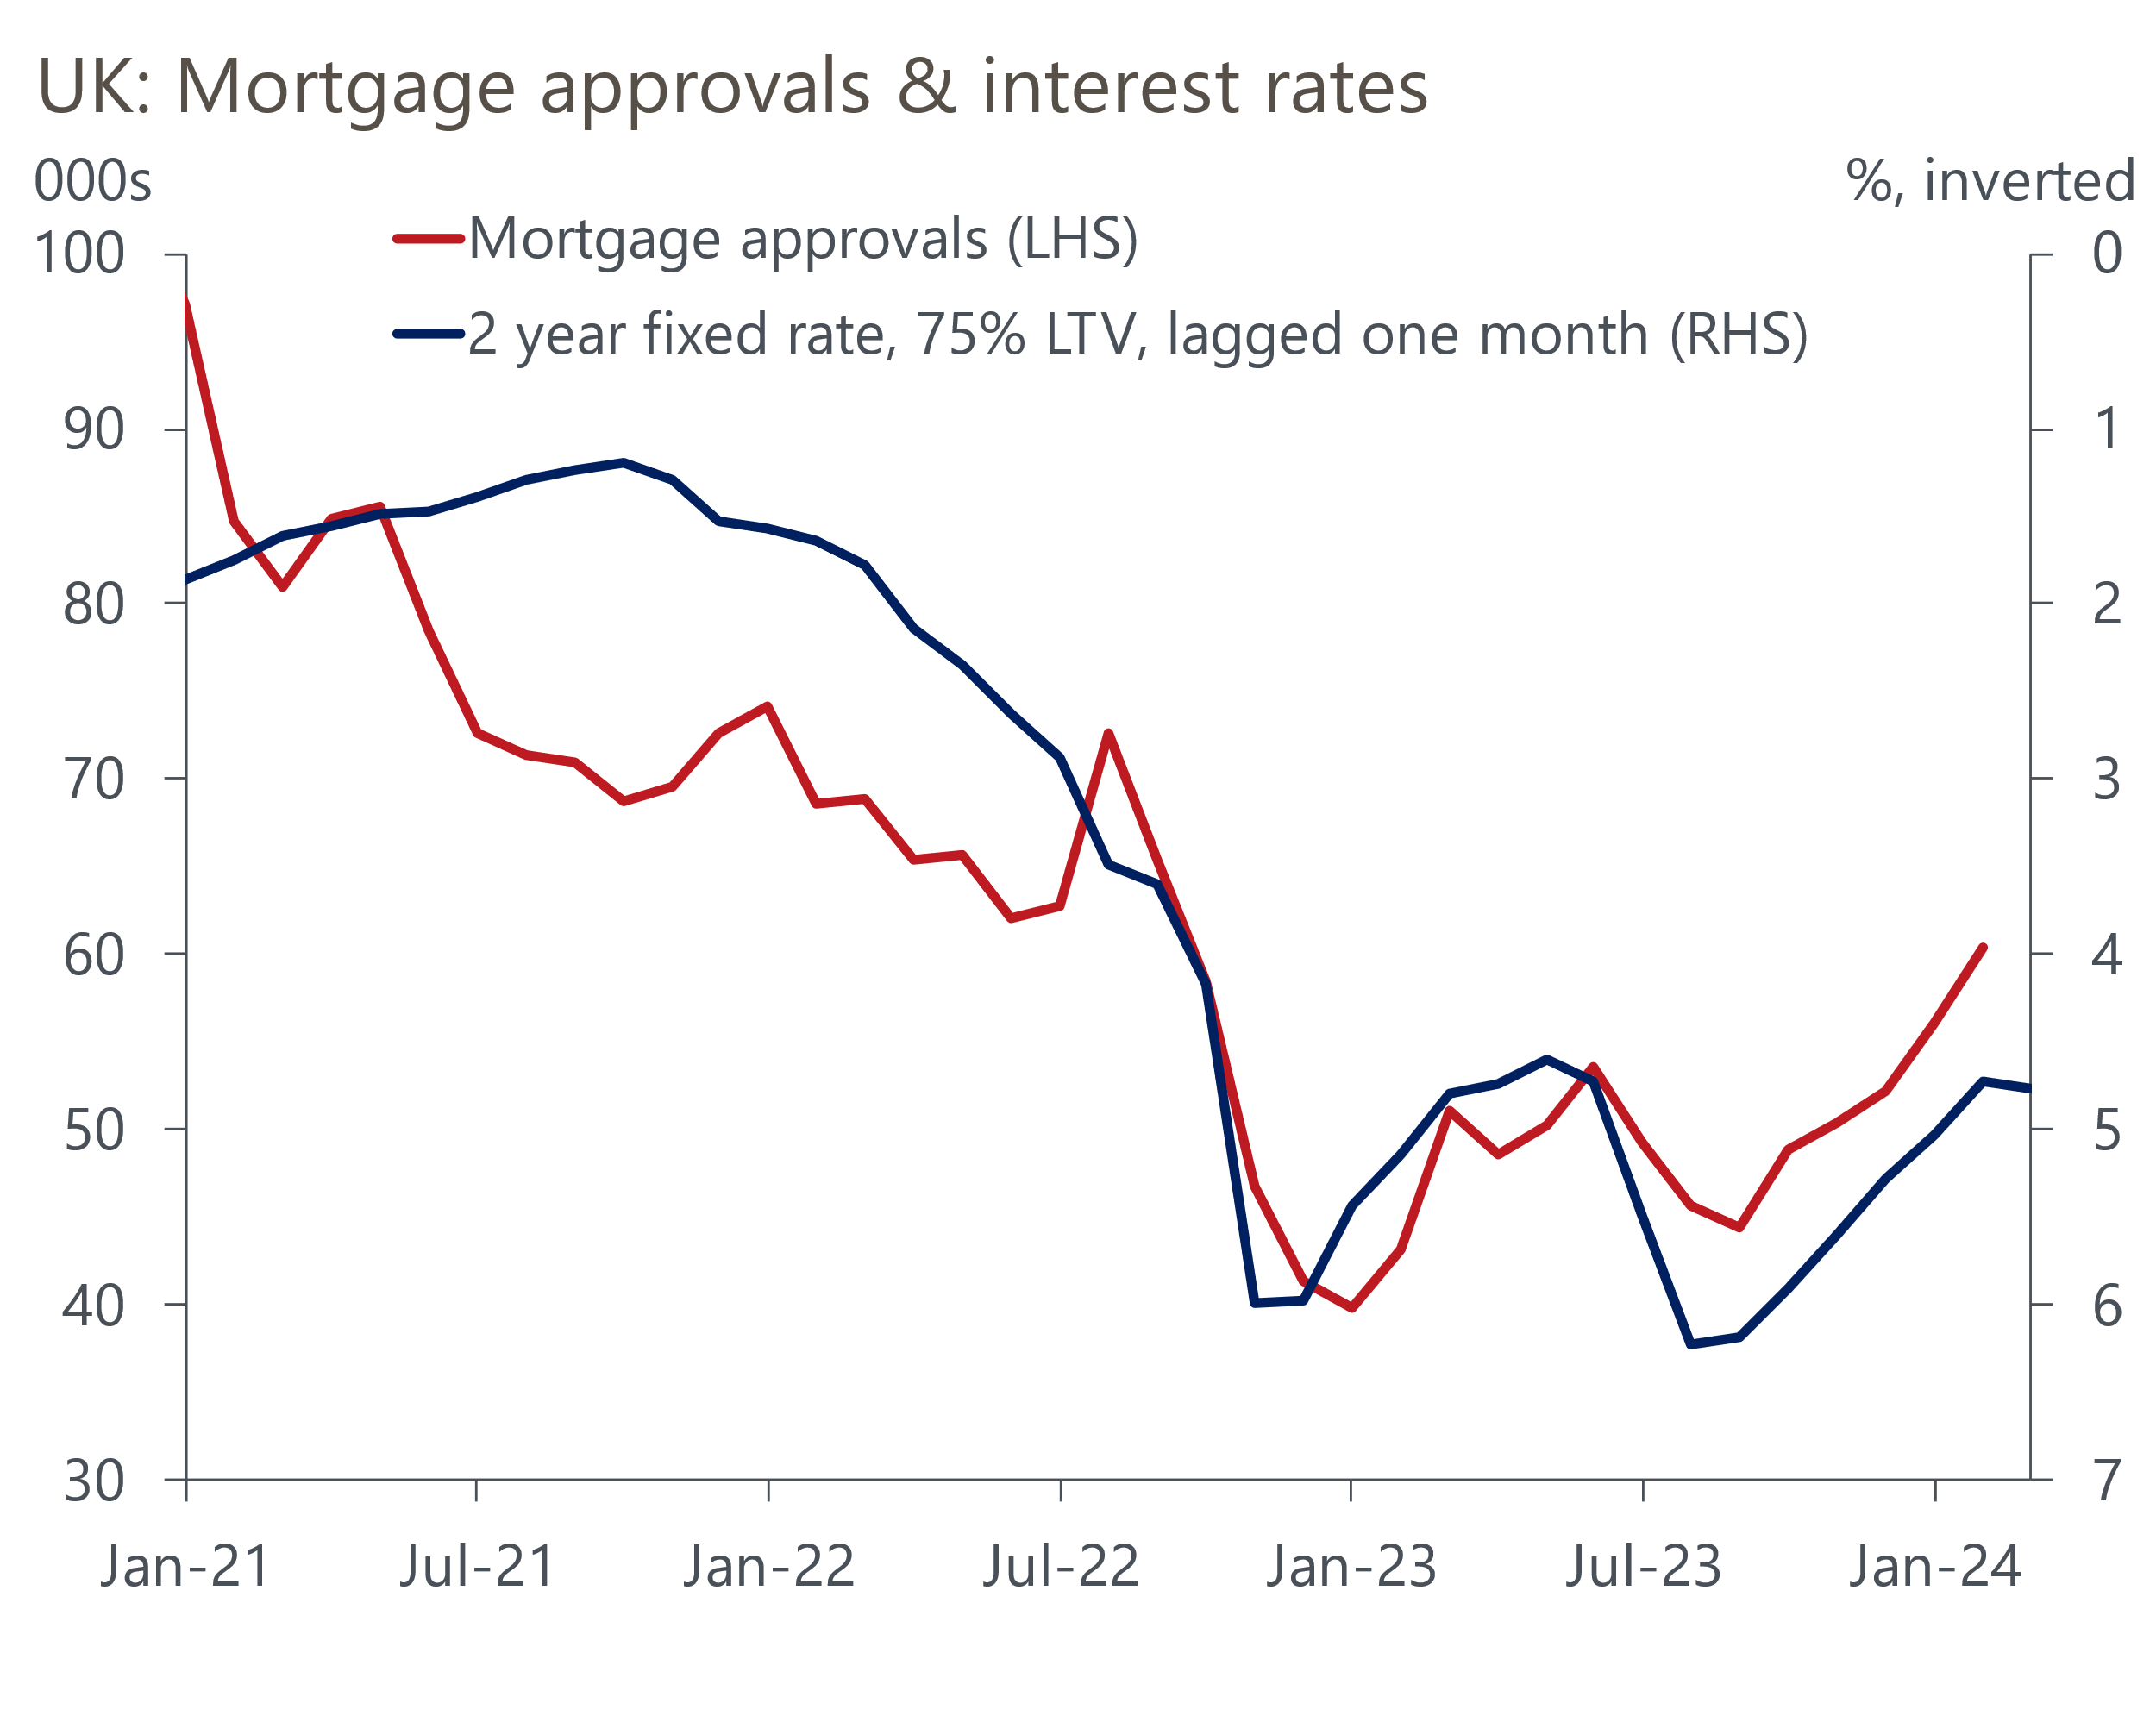 UK: Mortgage approvals & interest rates
000s
%, inverted
Mortgage approvals (LHS)
2 year fixed rate, 75% LTV, lagged one month (RHS)
100
90
80
70
60
50
40
30
0
1
2
3
4
5
6
7
Jan-21 Jul-21 Jan-22 Jul-22 Jan-23 Jul-23 Jan-24